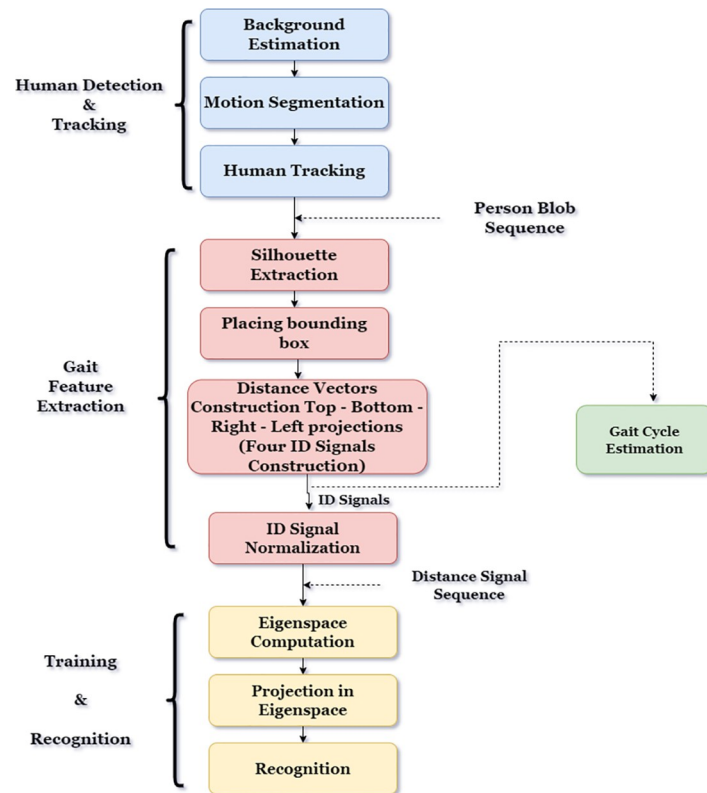 Background
Estimation
Human Detection
&
Tracking
Motion Segmentation
Human Tracking
Person Blob
Sequence
Silhouette
Extraction
Placing bounding
box
Gait
Feature
Extraction
Distance Vectors
Construction Top - Bottom -
Right - Left projections
(Four ID Signals
Construction)
Gait Cycle
Estimation
ID Signals
ID Signal
Normalization
Distance Signal
Sequence
Eigenspace
Computation
Training
&
Recognition
Projection in
Eigenspace
Recognition